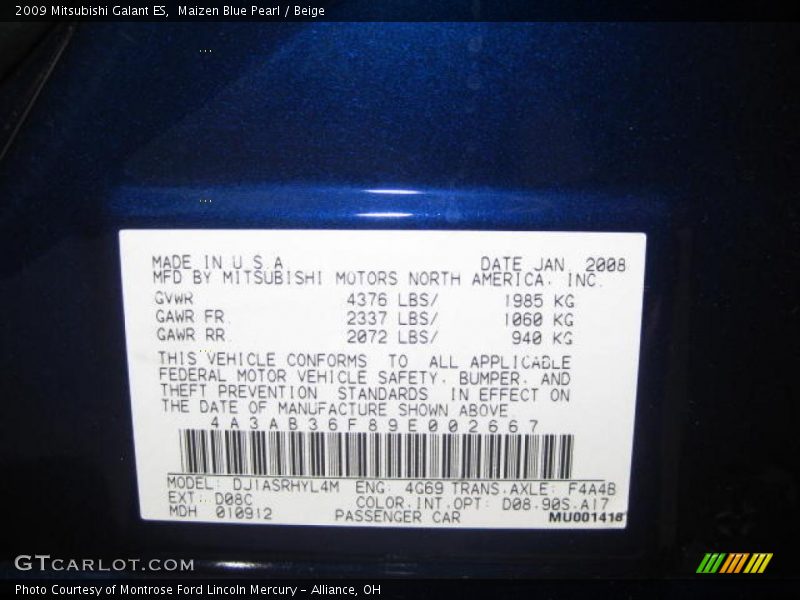 2009 Mitsubishi Galant ES, Maizen Blue Pearl / Beige
MADE IN U S A DATE JAN, 2008
MFD BY MITSUBISHI MOTORS NORTH AMERICA. INC.
GVWR 4376 LBS/ 1985 KG
GAWR FR 2337 LBS/ 1060 KG
GAWR RR 2072 LBS/ 940 KG
THIS VEHICLE CONFORMS TO ALL APPLICABLE
FEDERAL MOTOR VEHICLE SAFETY, BUMPER, AND
THEFT PREVENTION STANDARDS IN EFFECT ON
THE DATE OF MANUFACTURE SHOWN ABOVE
4A3AB36F89E002667
MODEL: DJ1ASRHYL4M ENG: 4G69 TRANS.AXLE: F4A4B
EXT: D08C COLOR.INT.OPT: D08.90S.A17
MDH 010912 PASSENGER CAR MU001418
GTCARLOT.COM
Photo Courtesy of Montrose Ford Lincoln Mercury - Alliance, OH